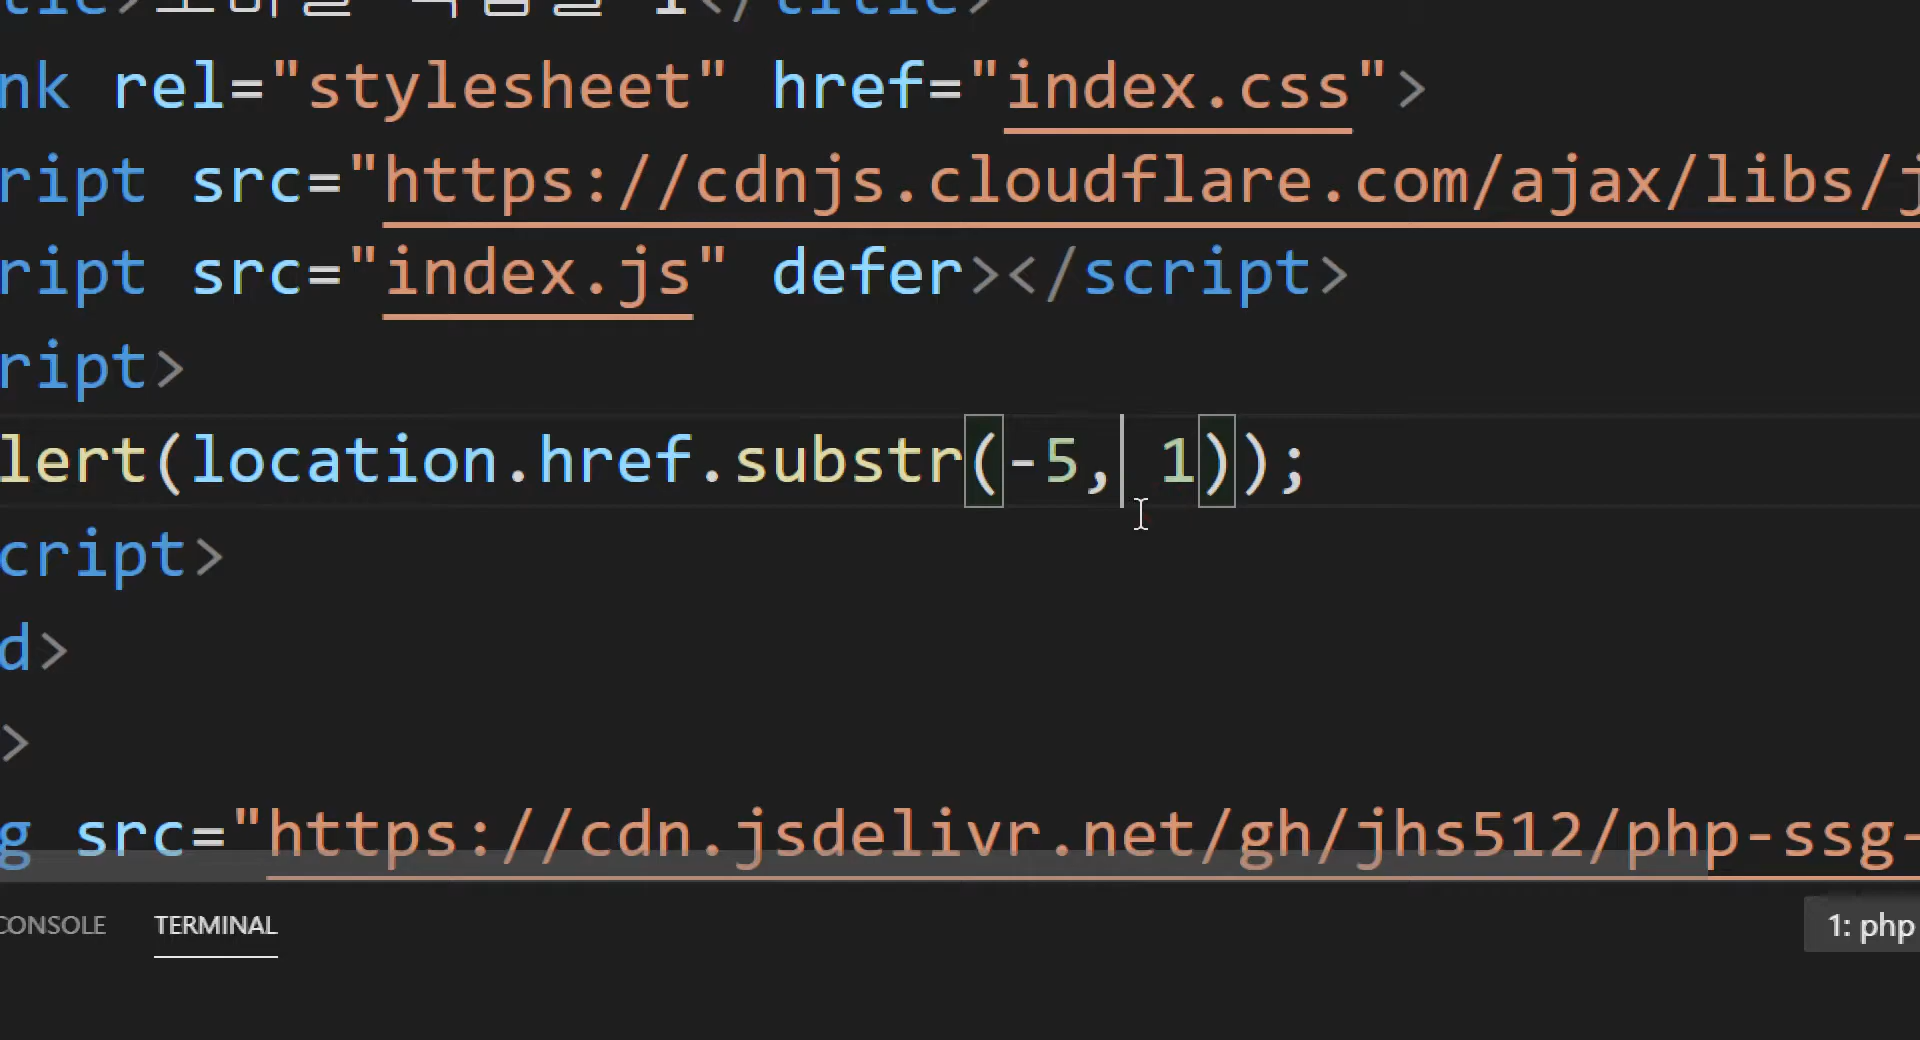 1</title>
nk rel="stylesheet" href="index.css">
ript src="https://cdnjs.cloudflare.com/ajax/libs/j
ript src="index.js" defer></script>
ript>
lert(location.href.substr(-5, 1));
cript>
d>
>
g src="https://cdn.jsdelivr.net/gh/jhs512/php-ssg-
CONSOLE TERMINAL 1: php